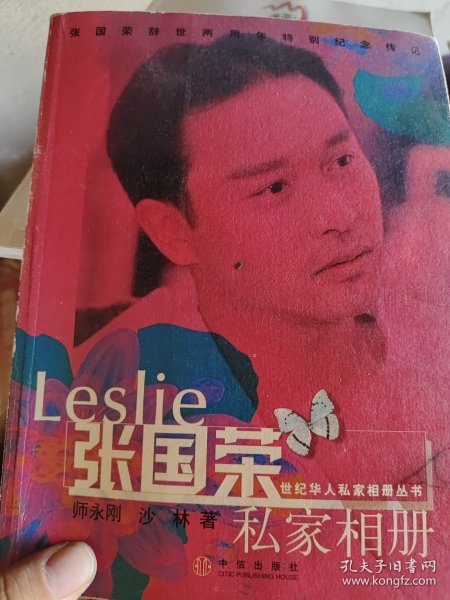 张国荣辞世两周年特别纪念传记
Leslie
张国荣
世纪华人私家相册丛书
师永刚 沙 林 著
私家相册
中信出版社
CITIC PUBLISHING HOUSE
孔夫子旧书网
www.kongfz.com